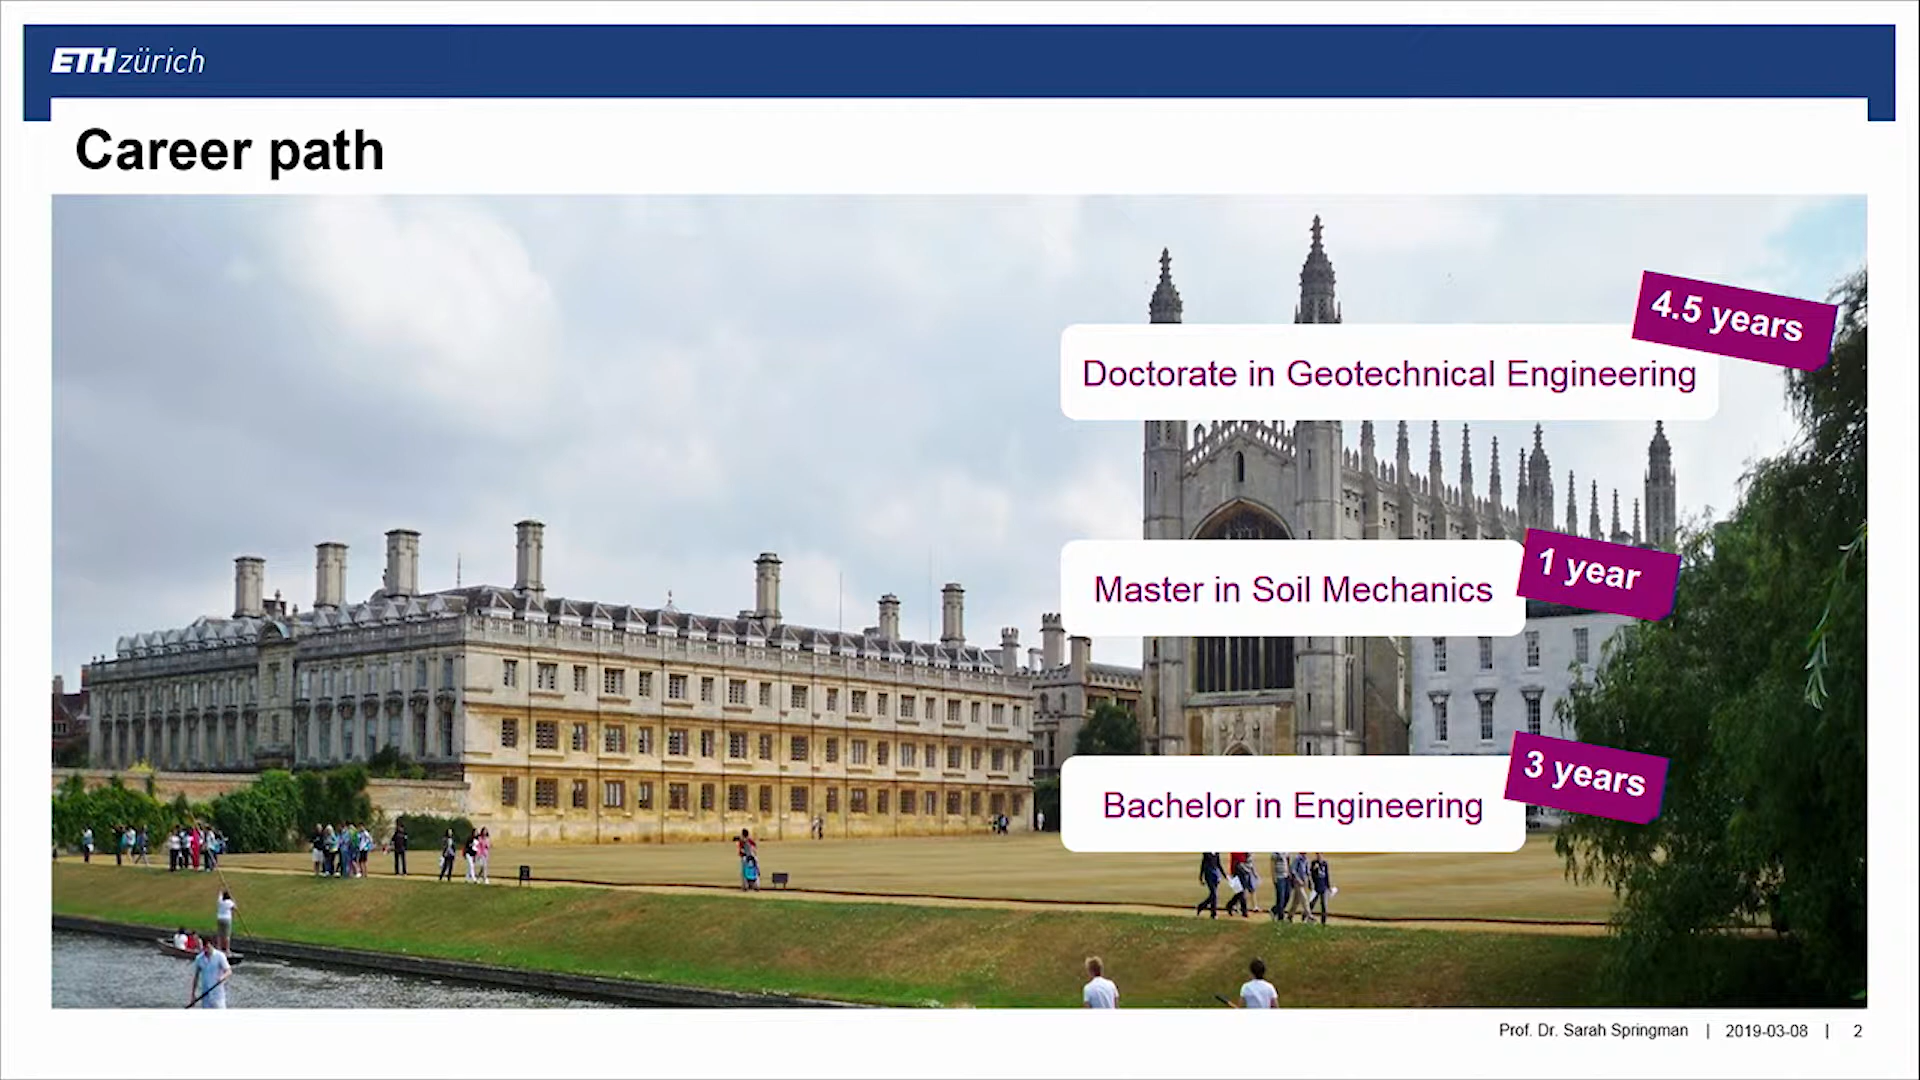 ETH zürich
Career path
4.5 years
Doctorate in Geotechnical Engineering
1 year
Master in Soil Mechanics
3 years
Bachelor in Engineering
Prof. Dr. Sarah Springman | 2019-03-08 | 2